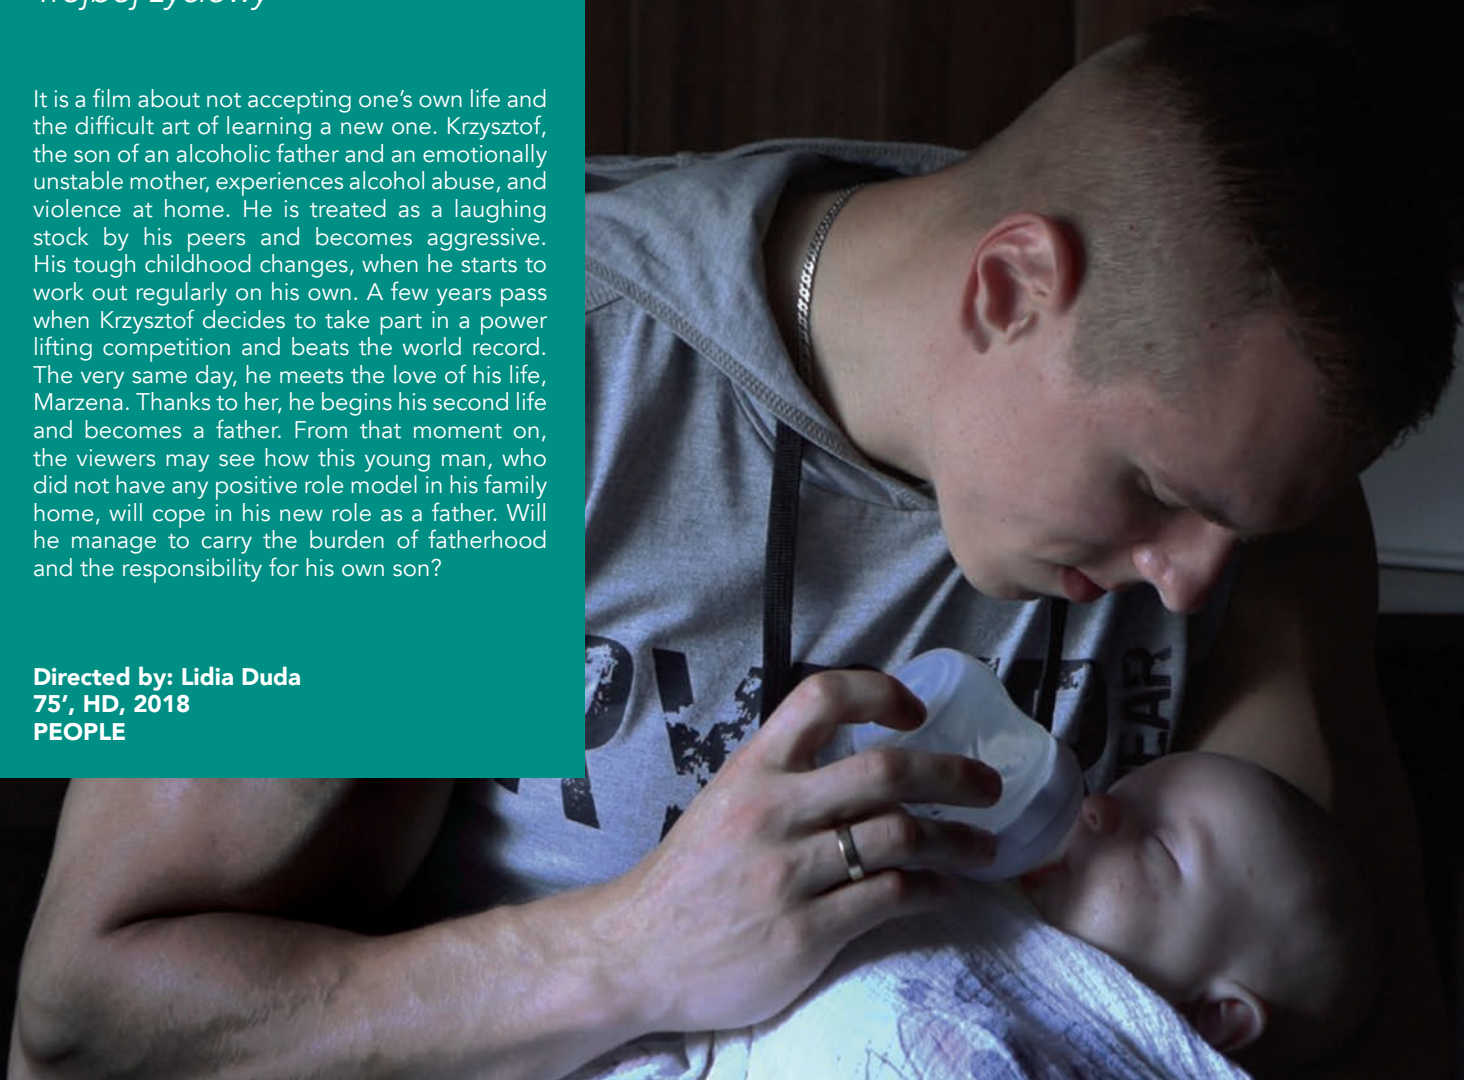 It is a film about not accepting one’s own life and
the difficult art of learning a new one. Krzysztof,
the son of an alcoholic father and an emotionally
unstable mother, experiences alcohol abuse, and
violence at home. He is treated as a laughing
stock by his peers and becomes aggressive.
His tough childhood changes, when he starts to
work out regularly on his own. A few years pass
when Krzysztof decides to take part in a power
lifting competition and beats the world record.
The very same day, he meets the love of his life,
Marzena. Thanks to her, he begins his second life
and becomes a father. From that moment on,
the viewers may see how this young man, who
did not have any positive role model in his family
home, will cope in his new role as a father. Will
he manage to carry the burden of fatherhood
and the responsibility for his own son?
Directed by: Lidia Duda
75’, HD, 2018
PEOPLE
EAR